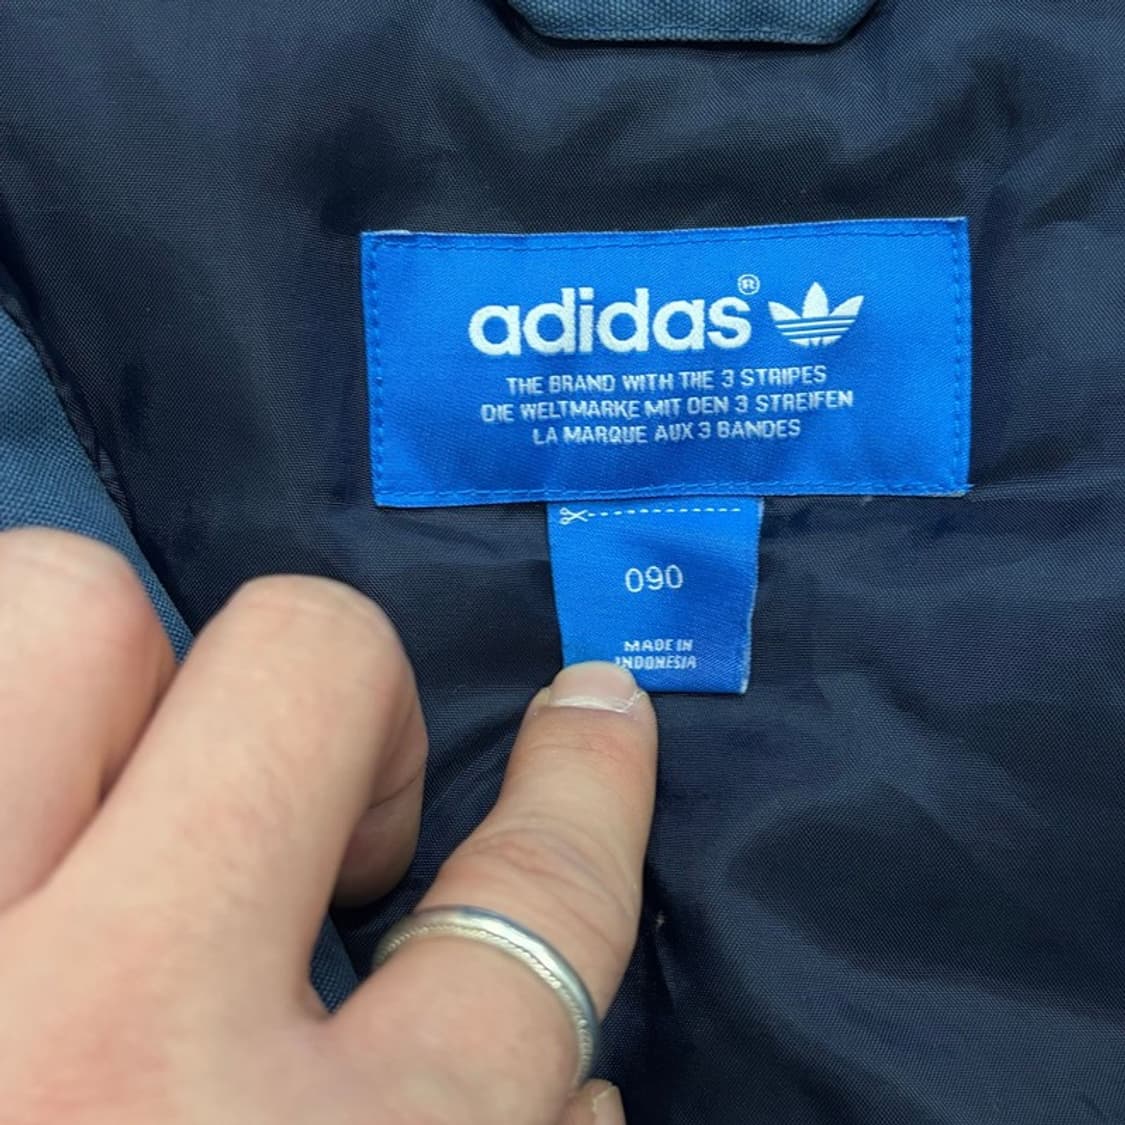 adidas®
THE BRAND WITH THE 3 STRIPES
DIE WELTMARKE MIT DEN 3 STREIFEN
LA MARQUE AUX 3 BANDES
090
MADE IN
INDONESIA